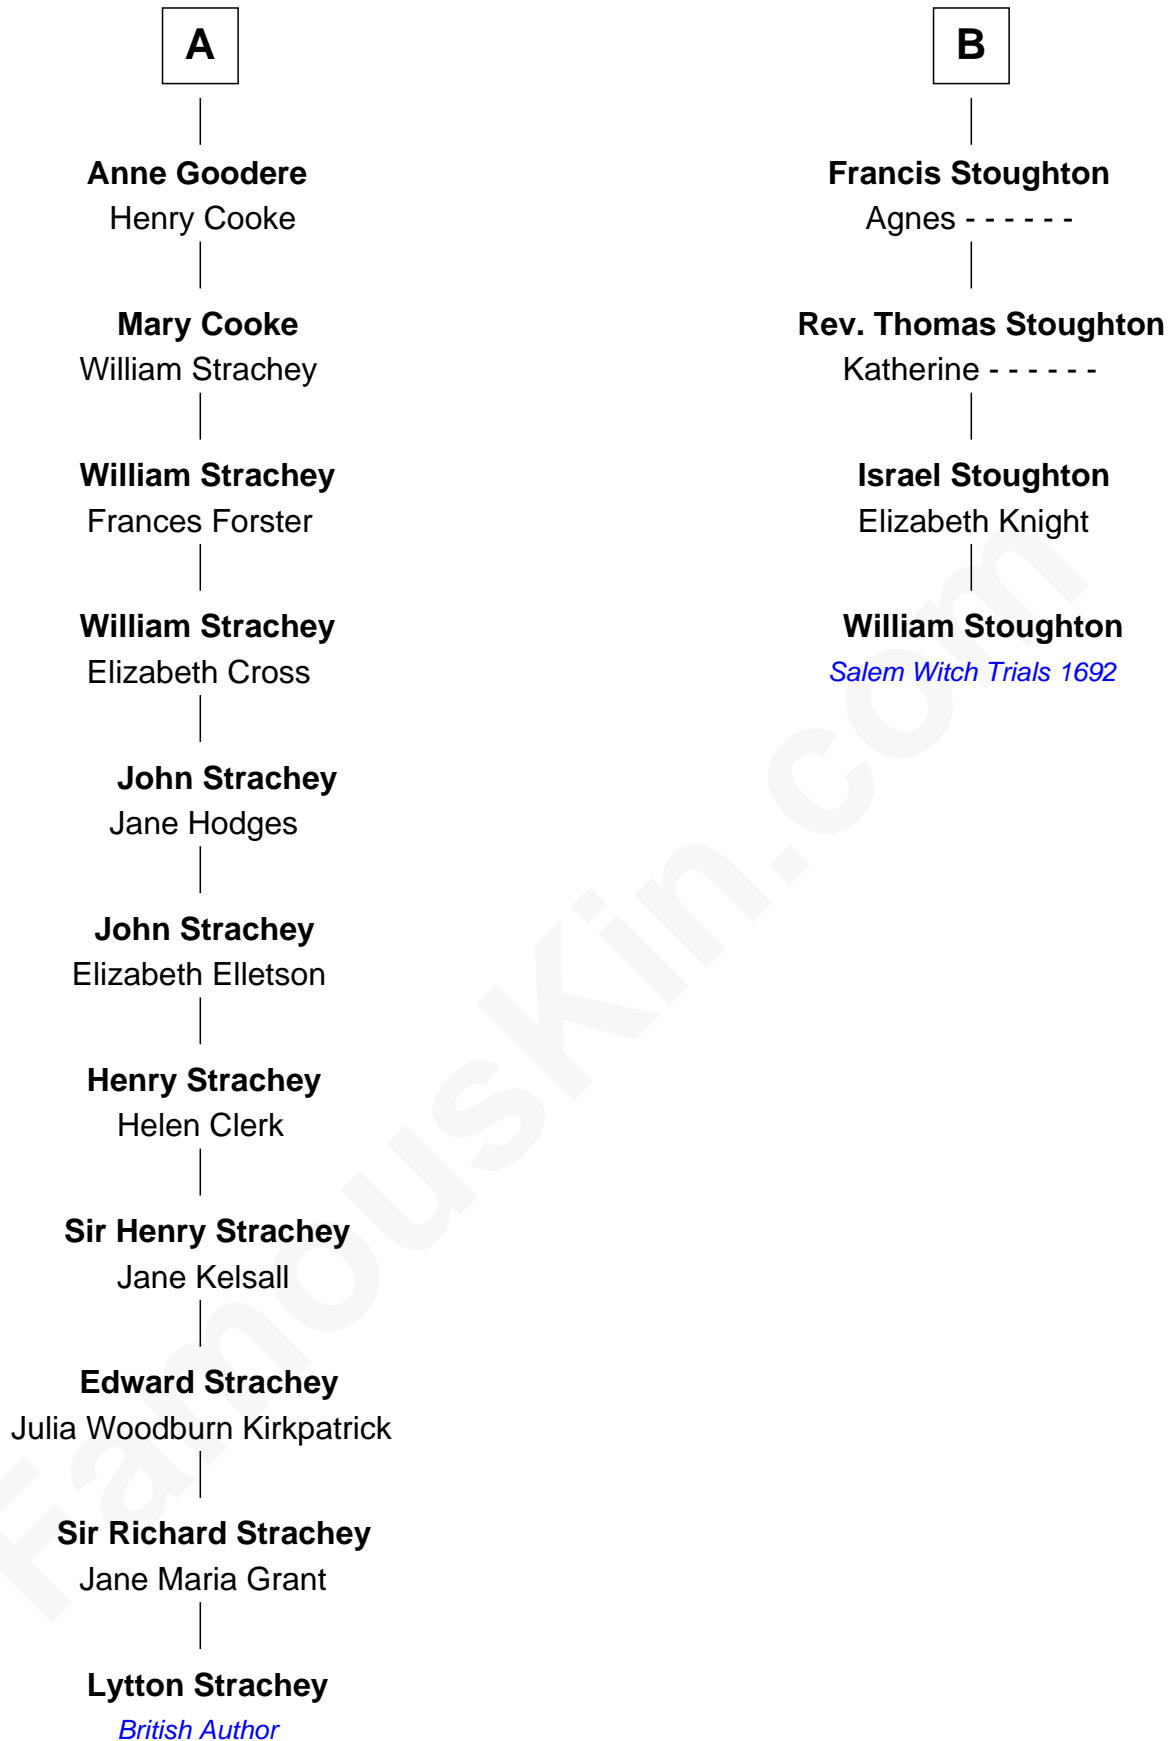 A
Anne Goodere
Henry Cooke
Mary Cooke
William Strachey
William Strachey
Frances Forster
William Strachey
Elizabeth Cross
John Strachey
Jane Hodges
John Strachey
Elizabeth Elletson
Henry Strachey
Helen Clerk
Sir Henry Strachey
Jane Kelsall
Edward Strachey
Julia Woodburn Kirkpatrick
Sir Richard Strachey
Jane Maria Grant
Lytton Strachey
British Author
B
Francis Stoughton
Agnes - - - - - -
Rev. Thomas Stoughton
Katherine - - - - - -
Israel Stoughton
Elizabeth Knight
William Stoughton
Salem Witch Trials 1692
FamousKin.com